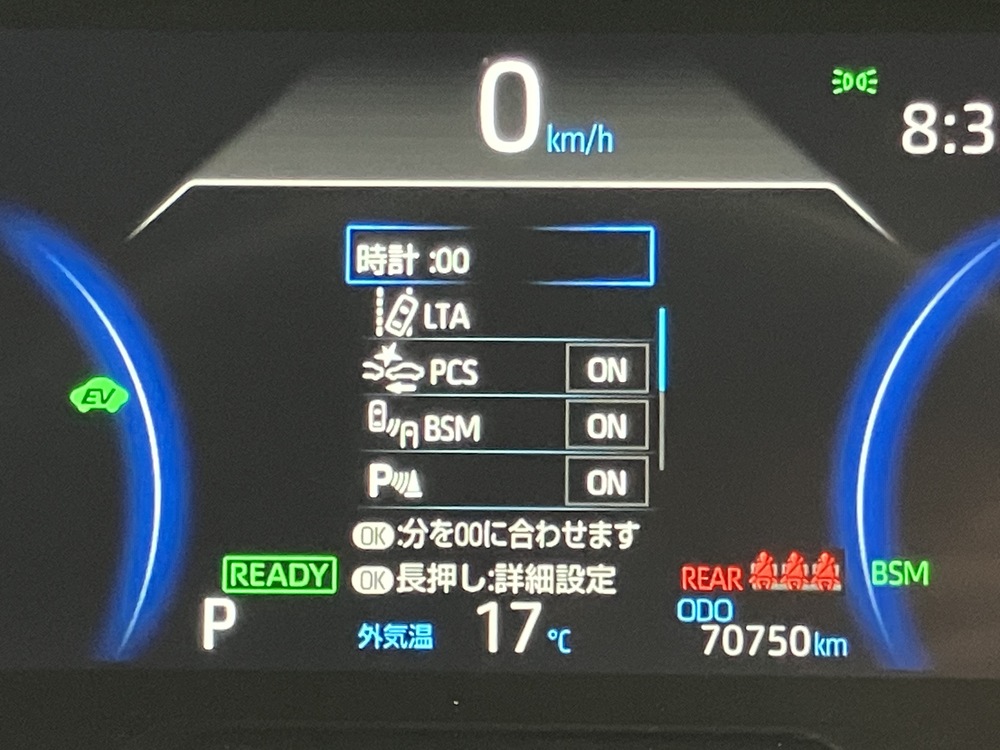 0 km/h
8:3
時計 :00
LTA
PCS ON
BSM ON
P ON
EV
OK :分を00に合わせます
OK 長押し:詳細設定
READY
REAR
BSM
P
外気温 17℃
ODO
70750km